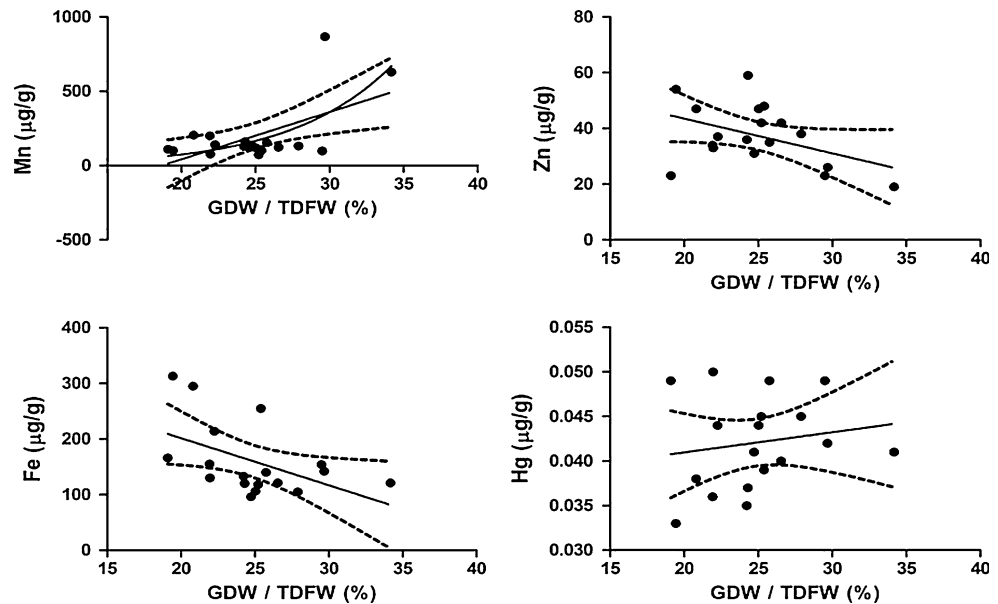 1000
500
0
-500
Mn (μg/g)
15 20 25 30 35 40
GDW / TDFW (%)
80
60
40
20
0
Zn (μg/g)
15 20 25 30 35 40
GDW / TDFW (%)
400
300
200
100
0
Fe (μg/g)
15 20 25 30 35 40
GDW / TDFW (%)
0.055
0.050
0.045
0.040
0.035
0.030
Hg (μg/g)
15 20 25 30 35 40
GDW / TDFW (%)